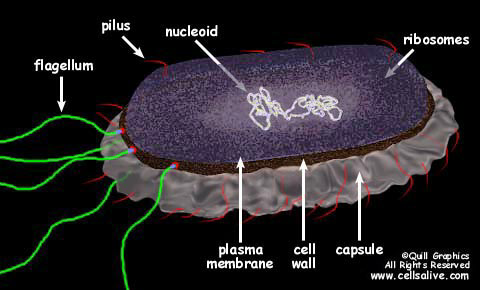 pilus
nucleoid
ribosomes
flagellum
plasma
membrane
cell
wall
capsule
©Quill Graphics
All Rights Reserved
www.cellsalive.com